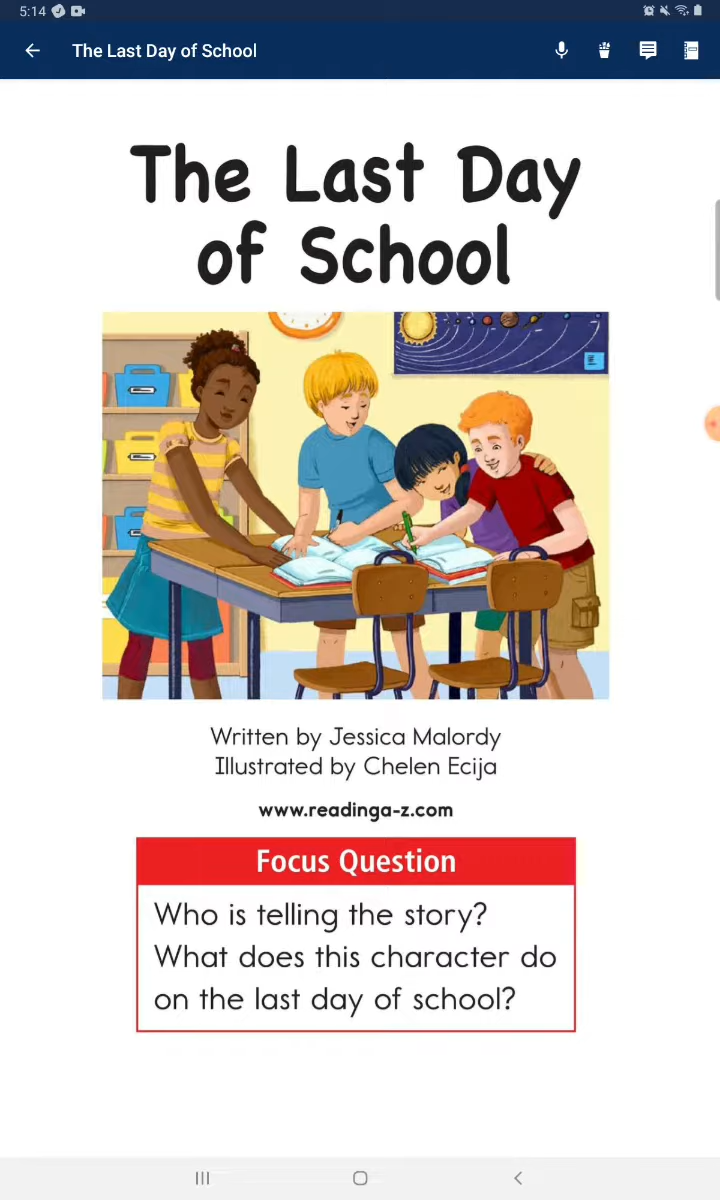 5:14
The Last Day of School
The Last Day
of School
Written by Jessica Malordy
Illustrated by Chelen Ecija
www.readinga-z.com
Focus Question
Who is telling the story?
What does this character do
on the last day of school?